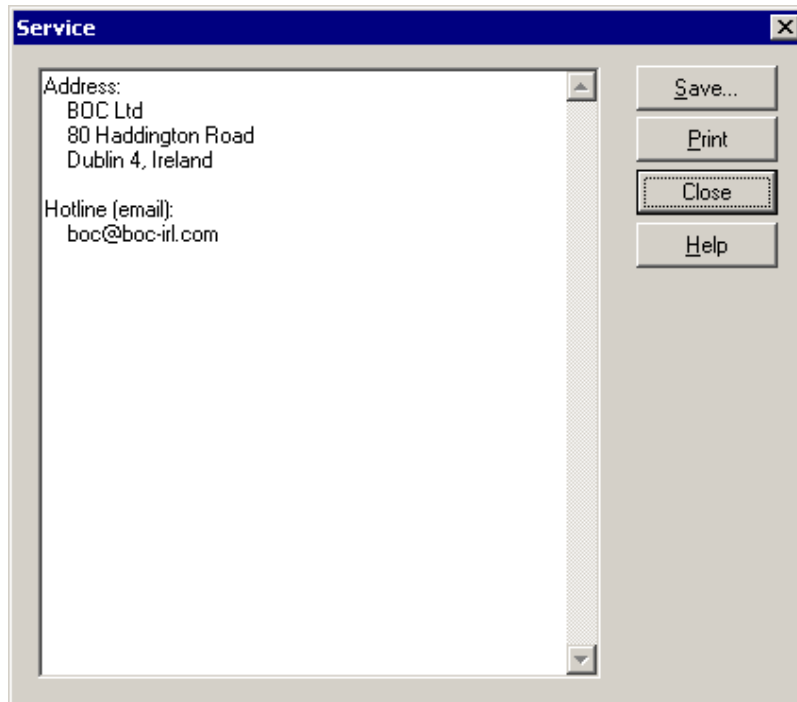 Service
Address:
BOC Ltd
80 Haddington Road
Dublin 4, Ireland
Hotline (email):
boc@boc-irl.com
Save...
Print
Close
Help